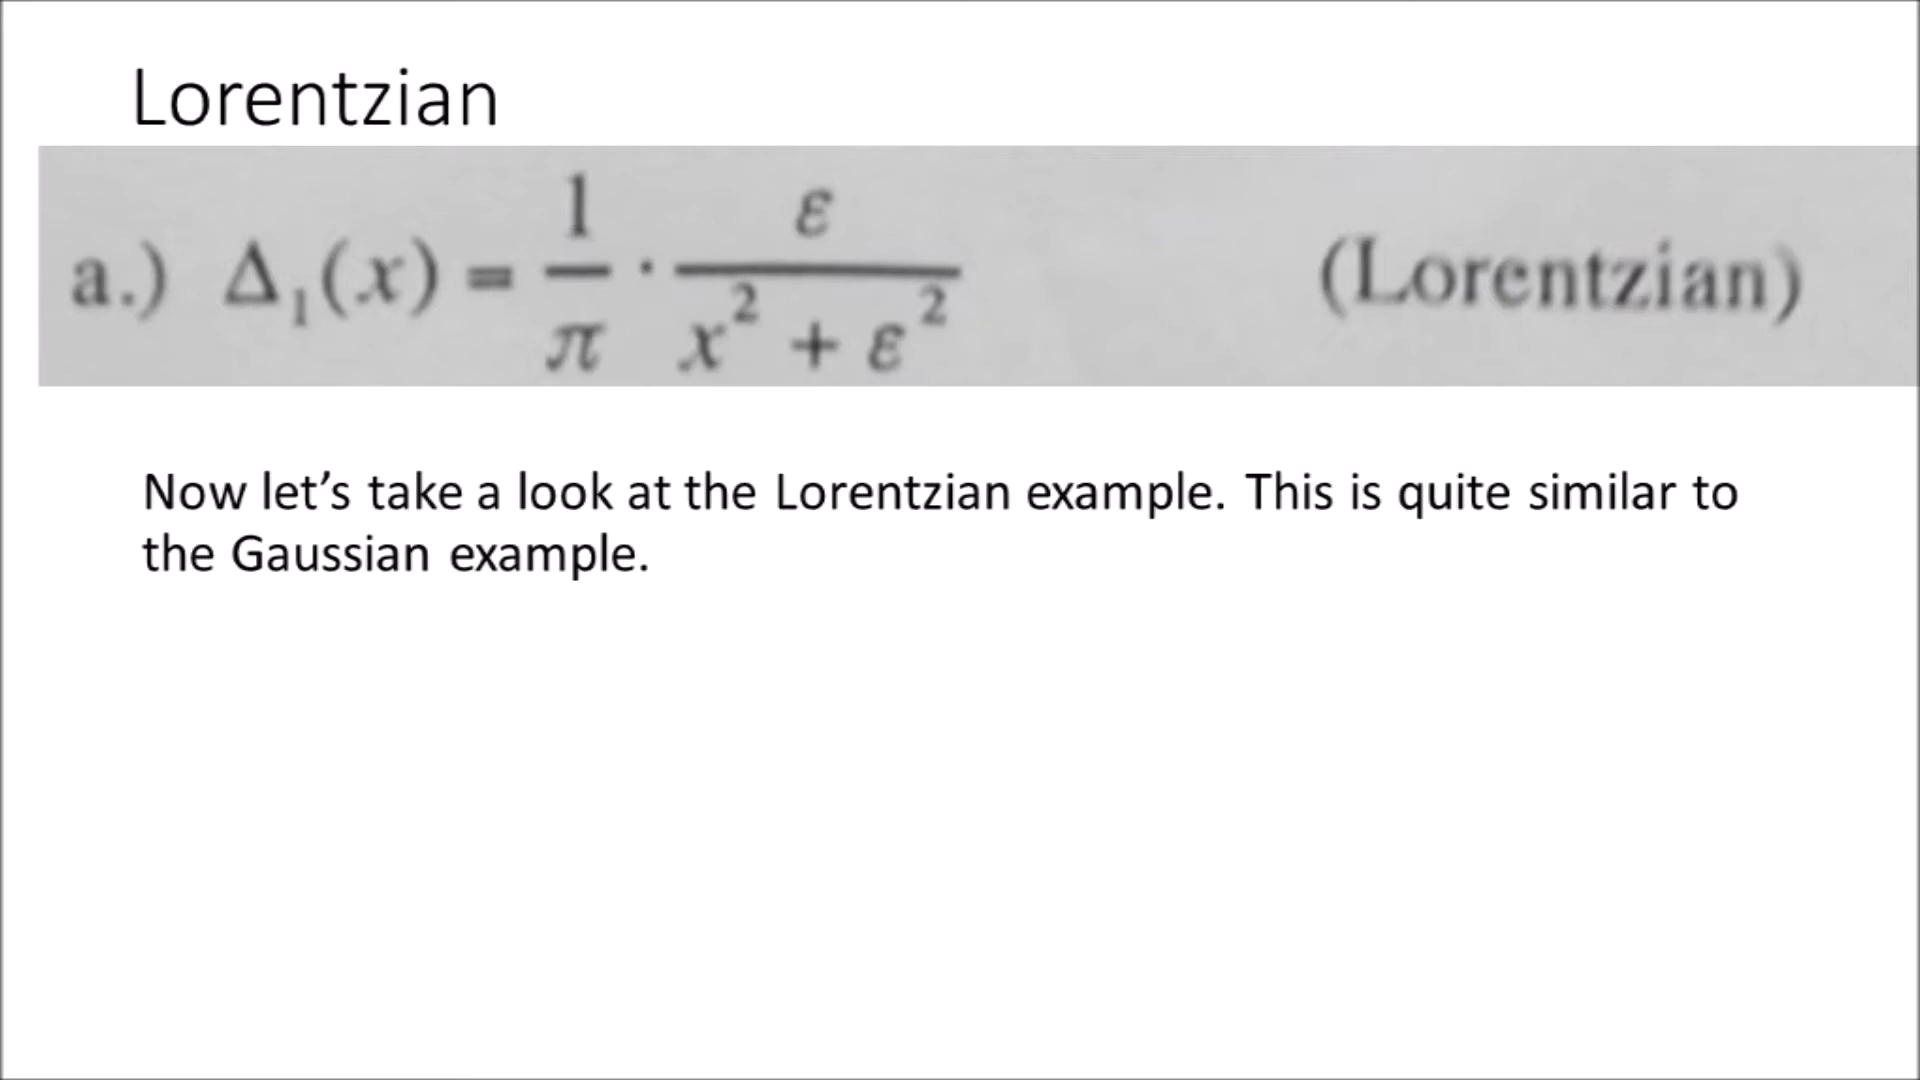 Lorentzian
a.) Δ₁(x) = 1/π · ε/(x² + ε²) (Lorentzian)
Now let’s take a look at the Lorentzian example. This is quite similar to
the Gaussian example.